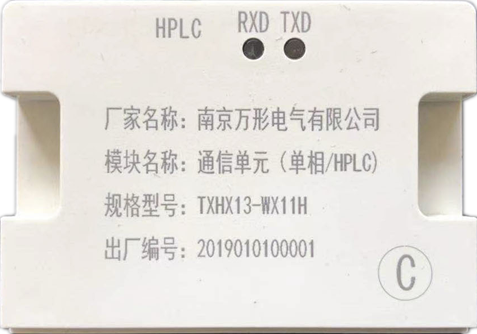 HPLC RXD TXD
厂家名称：南京万形电气有限公司
模块名称：通信单元（单相/HPLC）
规格型号：TXHX13-WX11H
出厂编号：2019010100001
C